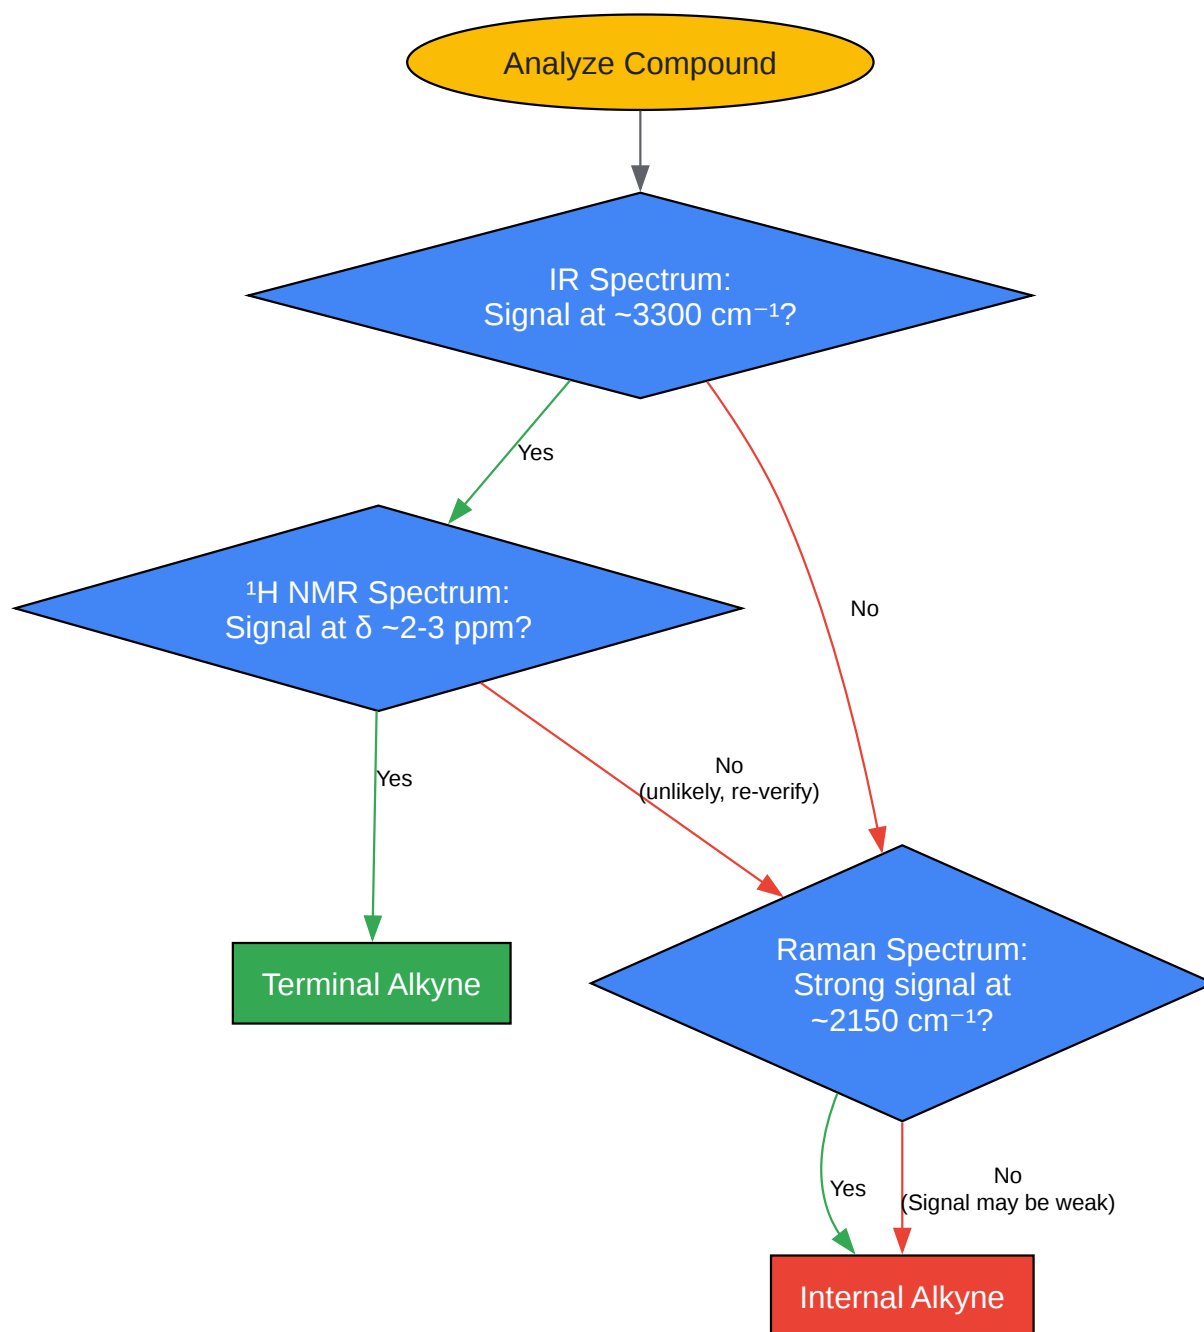 Analyze Compound
IR Spectrum:
Signal at ~3300 cm⁻¹?
Yes
¹H NMR Spectrum:
Signal at δ ~2-3 ppm?
No
No
(unlikely, re-verify)
Yes
Terminal Alkyne
Raman Spectrum:
Strong signal at
~2150 cm⁻¹?
Yes
No
(Signal may be weak)
Internal Alkyne